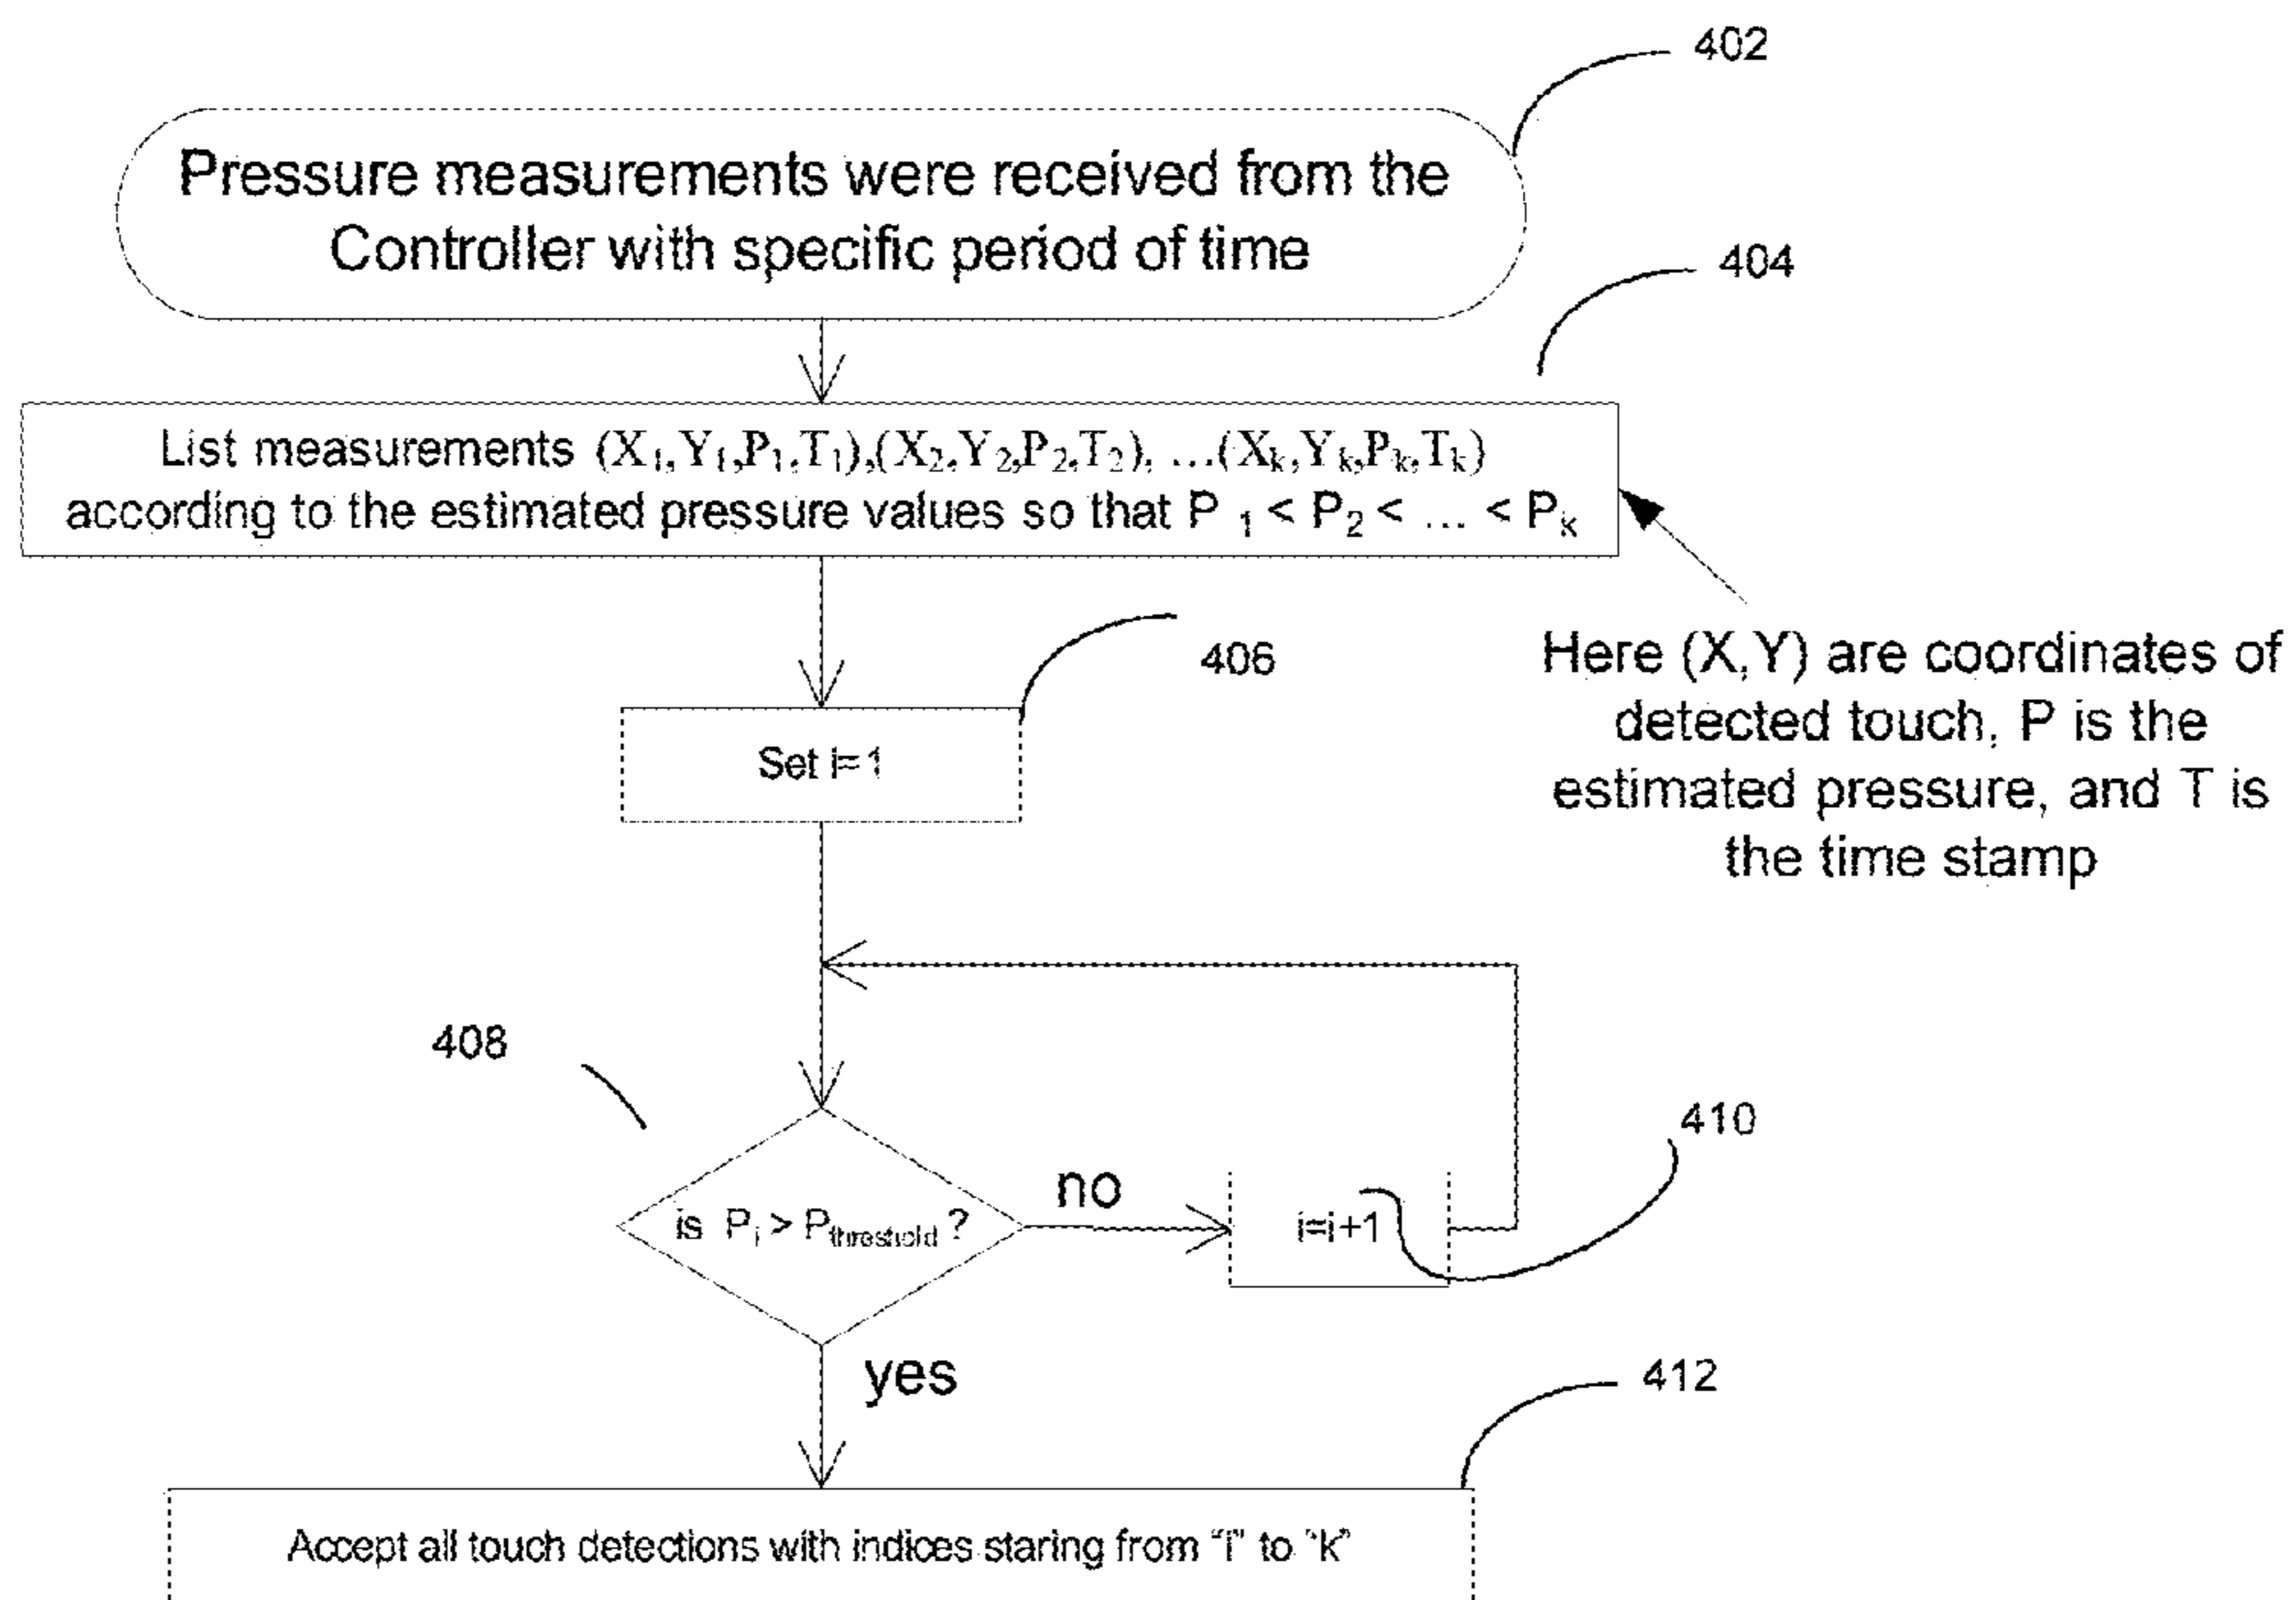 402
Pressure measurements were received from the
Controller with specific period of time
404
List measurements (X₁,Y₁,P₁,T₁),(X₂,Y₂,P₂,T₂), …(Xₖ,Yₖ,Pₖ,Tₖ)
according to the estimated pressure values so that P ₁ < P₂ < … < Pₖ
406
Here (X,Y) are coordinates of
detected touch, P is the
estimated pressure, and T is
the time stamp
Set i=1
408
410
is Pᵢ > Pthreshold ?
no
i=i+1
yes
412
Accept all touch detections with indices staring from “i” to “k”